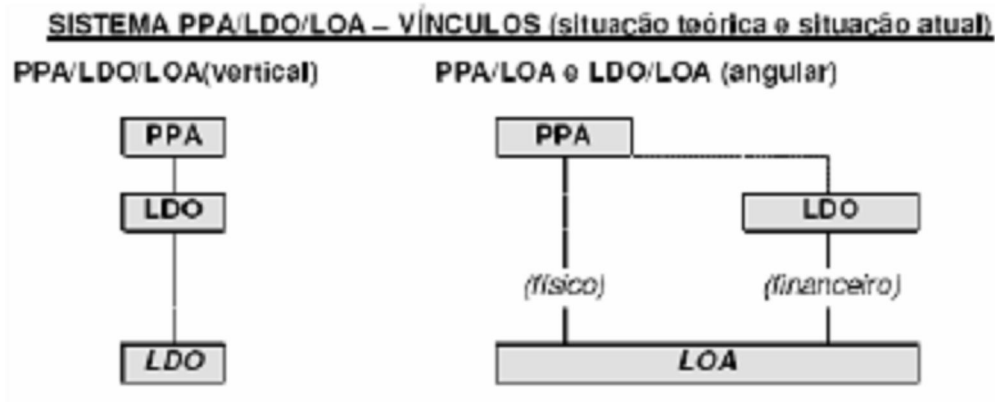 SISTEMA PPA/LDO/LOA – VÍNCULOS (situação teórica e situação atual)
PPA/LDO/LOA(vertical)
PPA/LOA e LDO/LOA (angular)
PPA
LDO
LDO
PPA
LDO
(físico)
(financeiro)
LOA